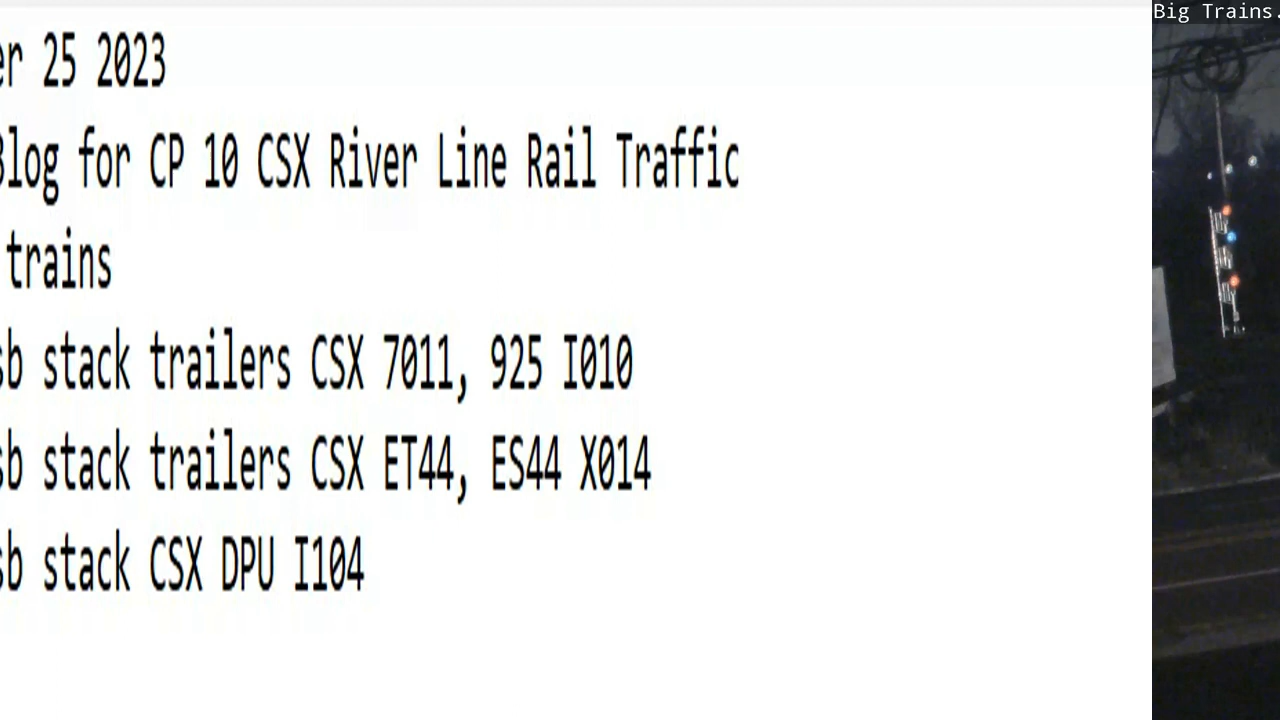 er 25 2023
Blog for CP 10 CSX River Line Rail Traffic
trains
sb stack trailers CSX 7011, 925 I010
sb stack trailers CSX ET44, ES44 X014
sb stack CSX DPU I104
Big Trains.